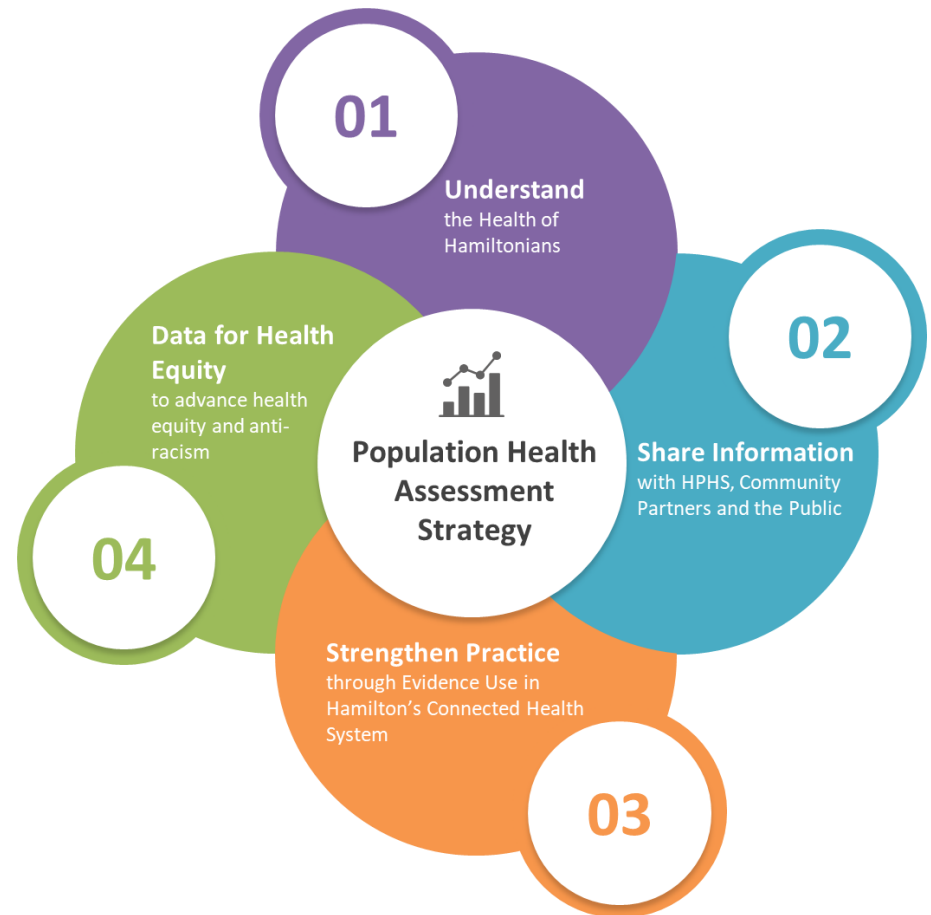 01
Understand
the Health of
Hamiltonians
02
Share Information
with HPHS, Community
Partners and the Public
03
Strengthen Practice
through Evidence Use in
Hamilton’s Connected Health
System
04
Data for Health
Equity
to advance health
equity and anti-
racism
Population Health
Assessment
Strategy